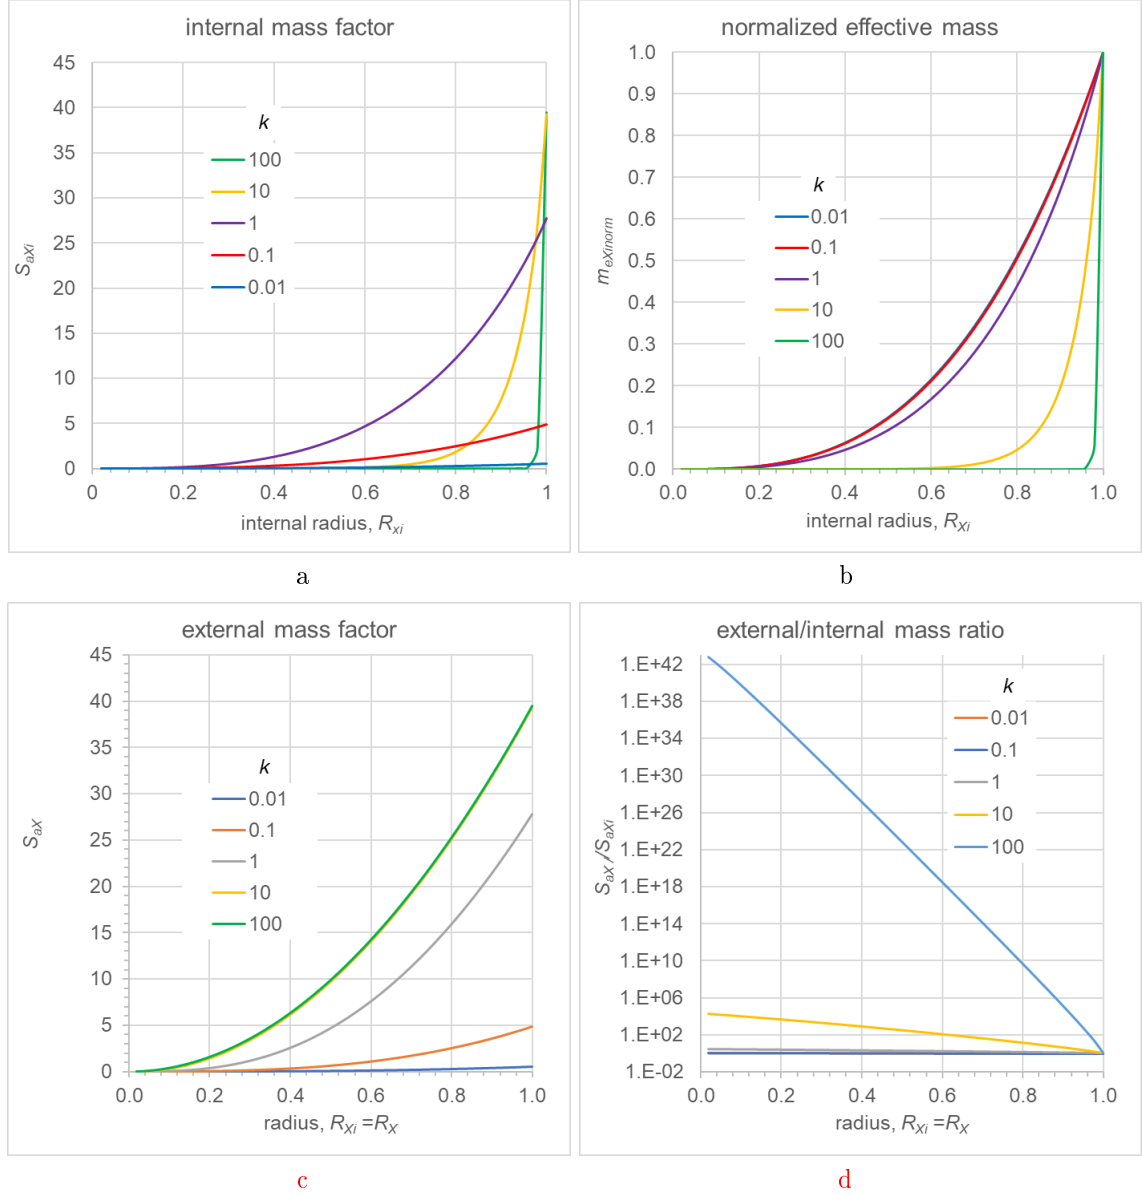 internal mass factor
45
40
35
30
25
20
15
10
5
0
S_aXi
k
100
10
1
0.1
0.01
0
0.2
0.4
0.6
0.8
1
internal radius, R_xi
a
normalized effective mass
1.0
0.9
0.8
0.7
0.6
0.5
0.4
0.3
0.2
0.1
0.0
m_eXinorm
k
0.01
0.1
1
10
100
0.0
0.2
0.4
0.6
0.8
1.0
internal radius, R_Xi
b
external mass factor
45
40
35
30
25
20
15
10
5
0
S_aX
k
0.01
0.1
1
10
100
0.0
0.2
0.4
0.6
0.8
1.0
radius, R_Xi =R_X
c
external/internal mass ratio
1.E+42
1.E+38
1.E+34
1.E+30
1.E+26
1.E+22
1.E+18
1.E+14
1.E+10
1.E+06
1.E+02
1.E-02
S_aX /S_aXi
k
0.01
0.1
1
10
100
0.0
0.2
0.4
0.6
0.8
1.0
radius, R_Xi =R_X
d